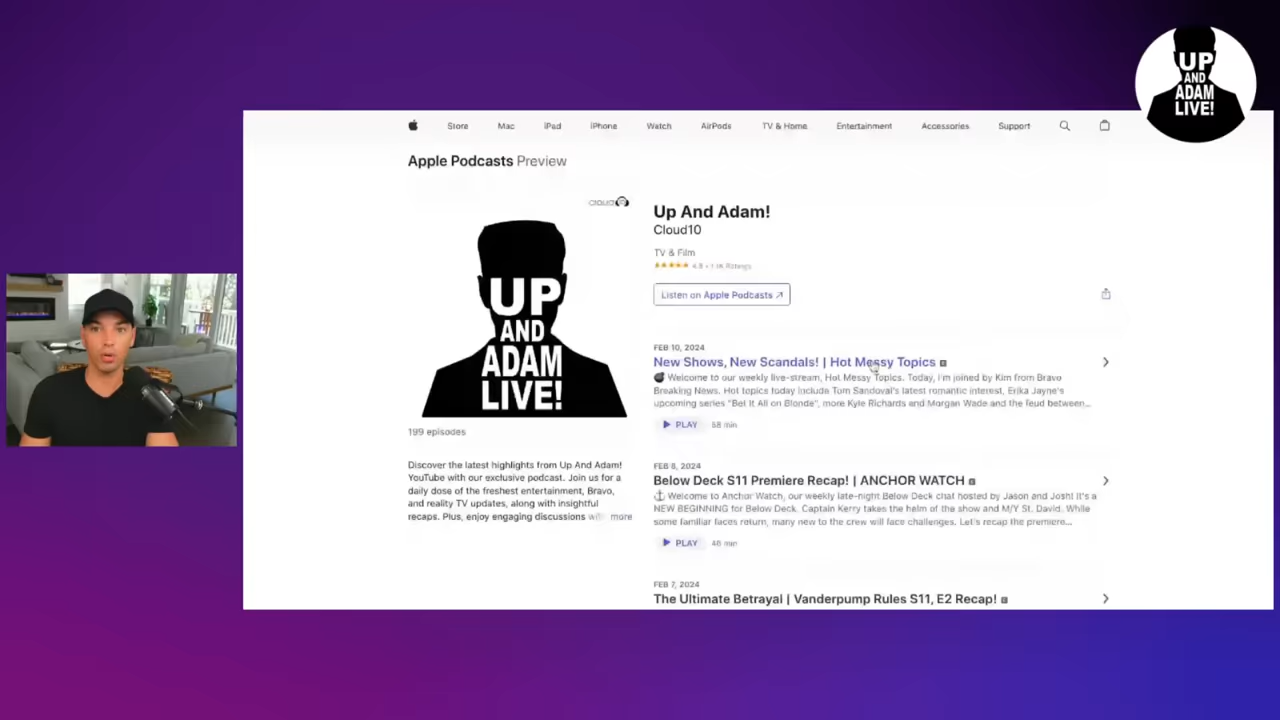 UP
AND
ADAM
LIVE!
Store Mac iPad iPhone Watch AirPods TV & Home Entertainment Accessories Support
Apple Podcasts Preview
cloud10
UP
AND
ADAM
LIVE!
199 episodes
Discover the latest highlights from Up And Adam!
YouTube with our exclusive podcast. Join us for a
daily dose of the freshest entertainment, Bravo,
and reality TV updates, along with insightful
recaps. Plus, enjoy engaging discussions more
Up And Adam!
Cloud10
TV & Film
4.8 • 1.1K Ratings
Listen on Apple Podcasts ↗
FEB 10, 2024
New Shows, New Scandals! | Hot Messy Topics
Welcome to our weekly live-stream, Hot Messy Topics. Today, I'm joined by Kim from Bravo
Breaking News. Hot topics today include Tom Sandoval's latest romantic interest, Erika Jayne's
upcoming series "Bet It All on Blonde", more Kyle Richards and Morgan Wade and the feud between...
PLAY 58 min
FEB 8, 2024
Below Deck S11 Premiere Recap! | ANCHOR WATCH
Welcome to Anchor Watch, our weekly late-night Below Deck chat hosted by Jason and Josh! It's a
NEW BEGINNING for Below Deck. Captain Kerry takes the helm of the show and M/Y St. David. While
some familiar faces return, many new to the crew will face challenges. Let's recap the premiere...
PLAY 46 min
FEB 7, 2024
The Ultimate Betrayal | Vanderpump Rules S11, E2 Recap!